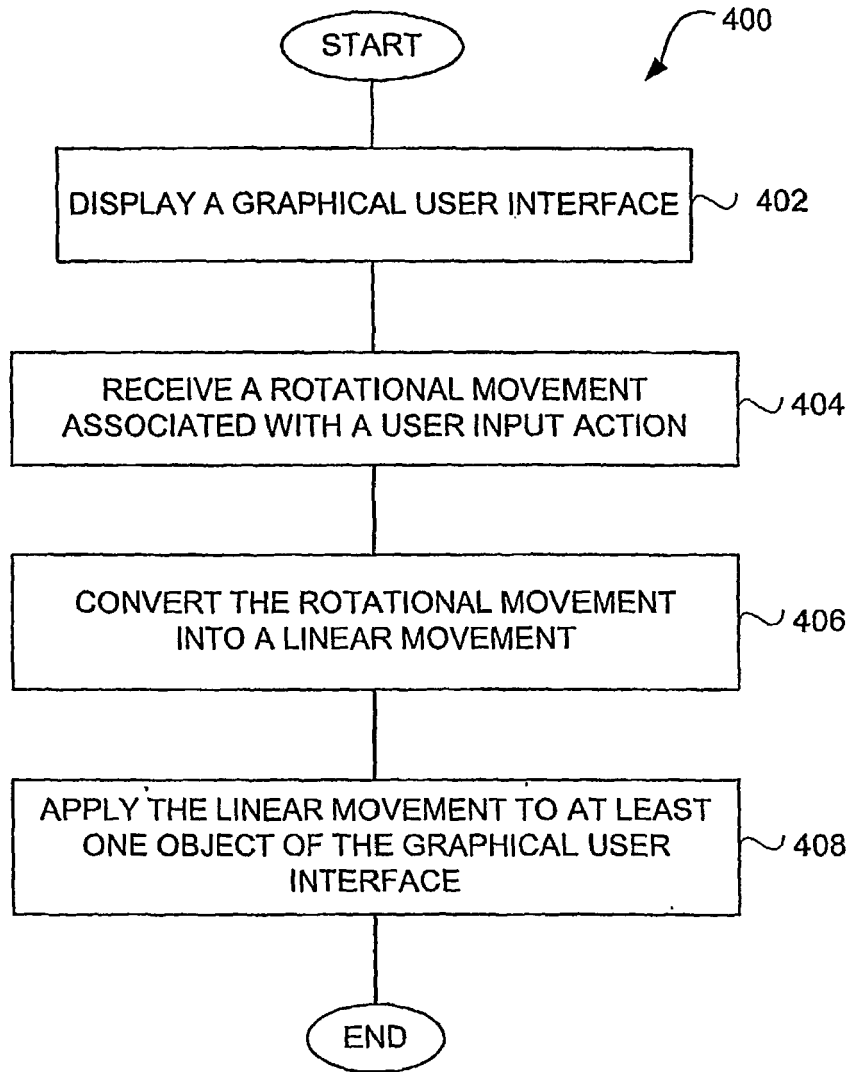 START
400
DISPLAY A GRAPHICAL USER INTERFACE
402
RECEIVE A ROTATIONAL MOVEMENT
ASSOCIATED WITH A USER INPUT ACTION
404
CONVERT THE ROTATIONAL MOVEMENT
INTO A LINEAR MOVEMENT
406
APPLY THE LINEAR MOVEMENT TO AT LEAST
ONE OBJECT OF THE GRAPHICAL USER
INTERFACE
408
END